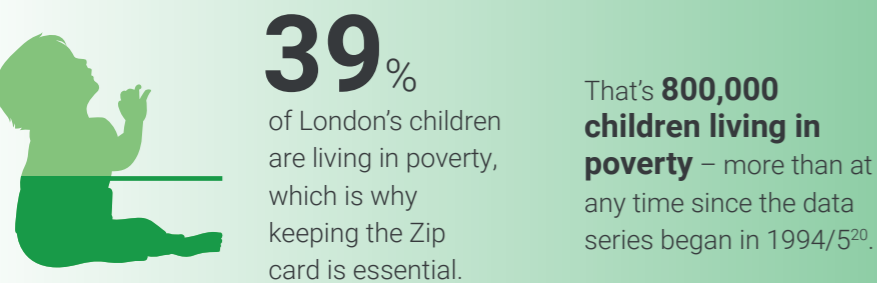 39%
of London's children
are living in poverty,
which is why
keeping the Zip
card is essential.
That's 800,000
children living in
poverty – more than at
any time since the data
series began in 1994/5²⁰.